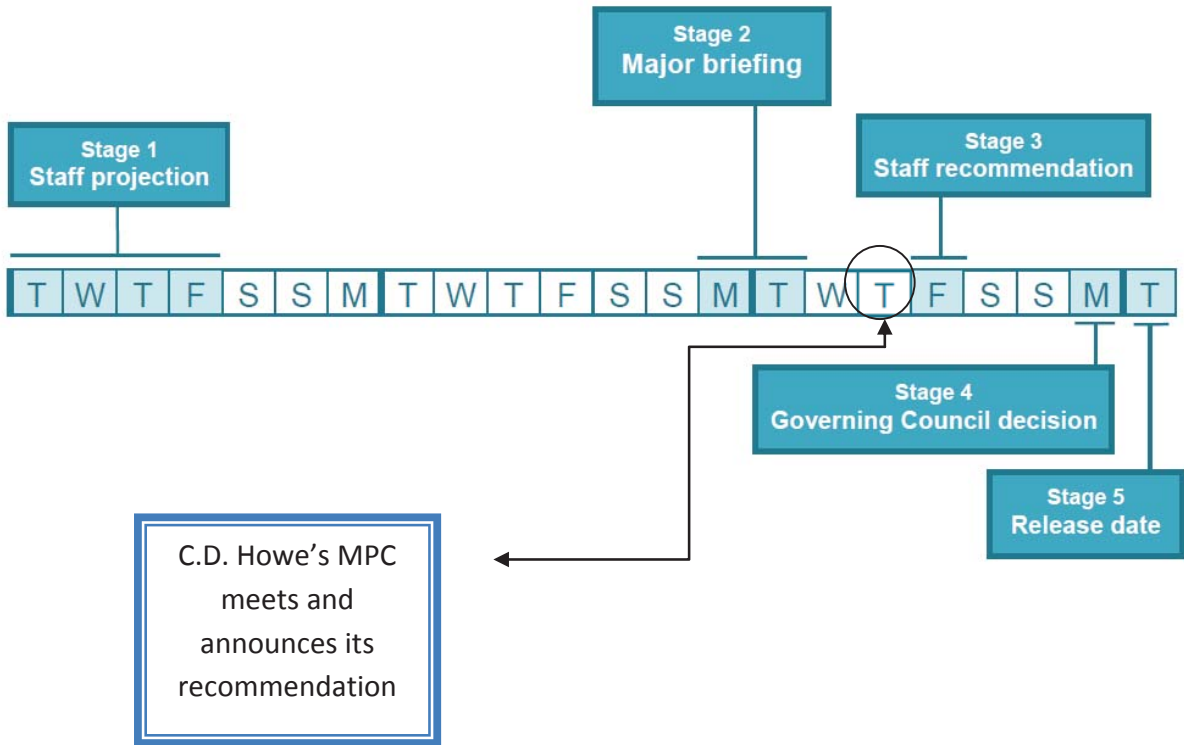 Stage 2
Major briefing
Stage 1
Staff projection
Stage 3
Staff recommendation
T W T F S S M T W T F S S M T W T F S S M T
Stage 4
Governing Council decision
Stage 5
Release date
C.D. Howe’s MPC
meets and
announces its
recommendation